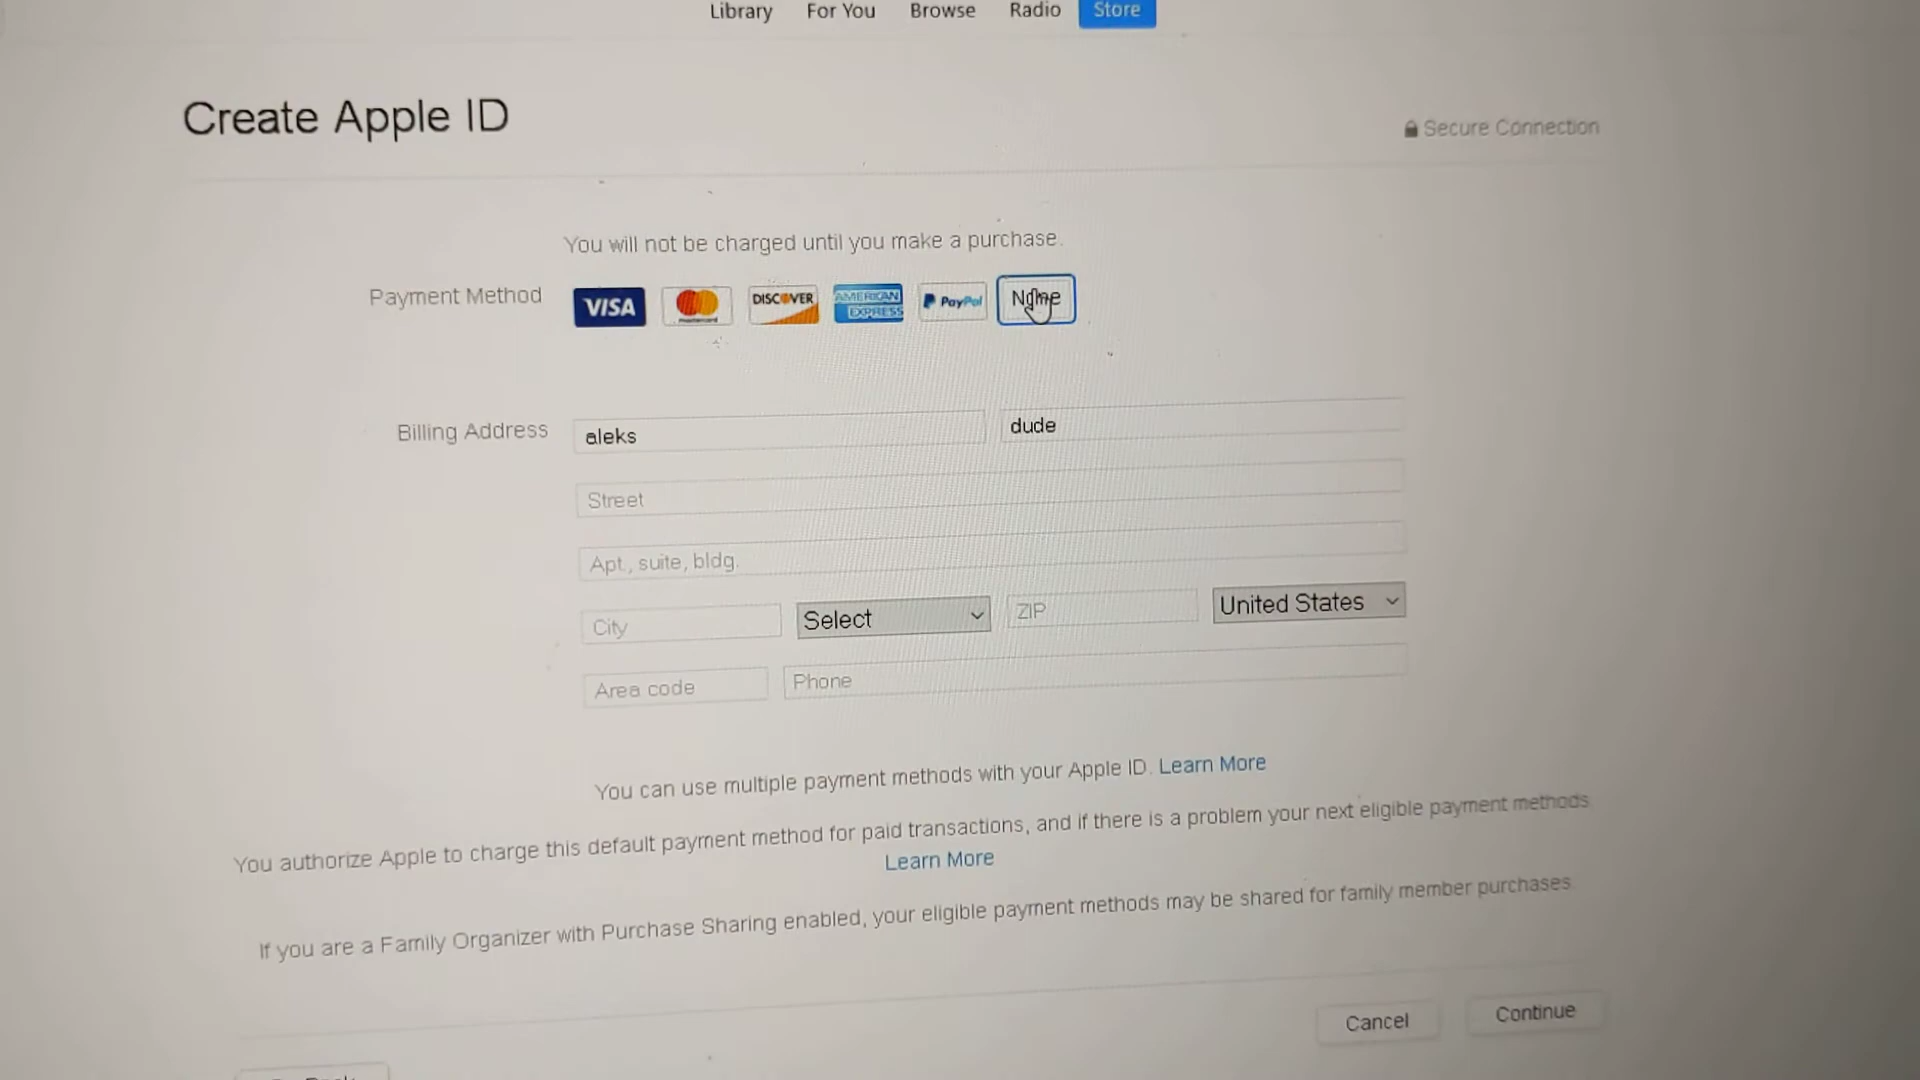 Library For You Browse Radio Store
Create Apple ID
Secure Connection
You will not be charged until you make a purchase.
Payment Method VISA mastercard DISCOVER AMERICAN EXPRESS PayPal None
Billing Address aleks dude
Street
Apt., suite, bldg.
City Select ZIP United States
Area code Phone
You can use multiple payment methods with your Apple ID. Learn More
You authorize Apple to charge this default payment method for paid transactions, and if there is a problem your next eligible payment methods.
Learn More
If you are a Family Organizer with Purchase Sharing enabled, your eligible payment methods may be shared for family member purchases.
Cancel Continue